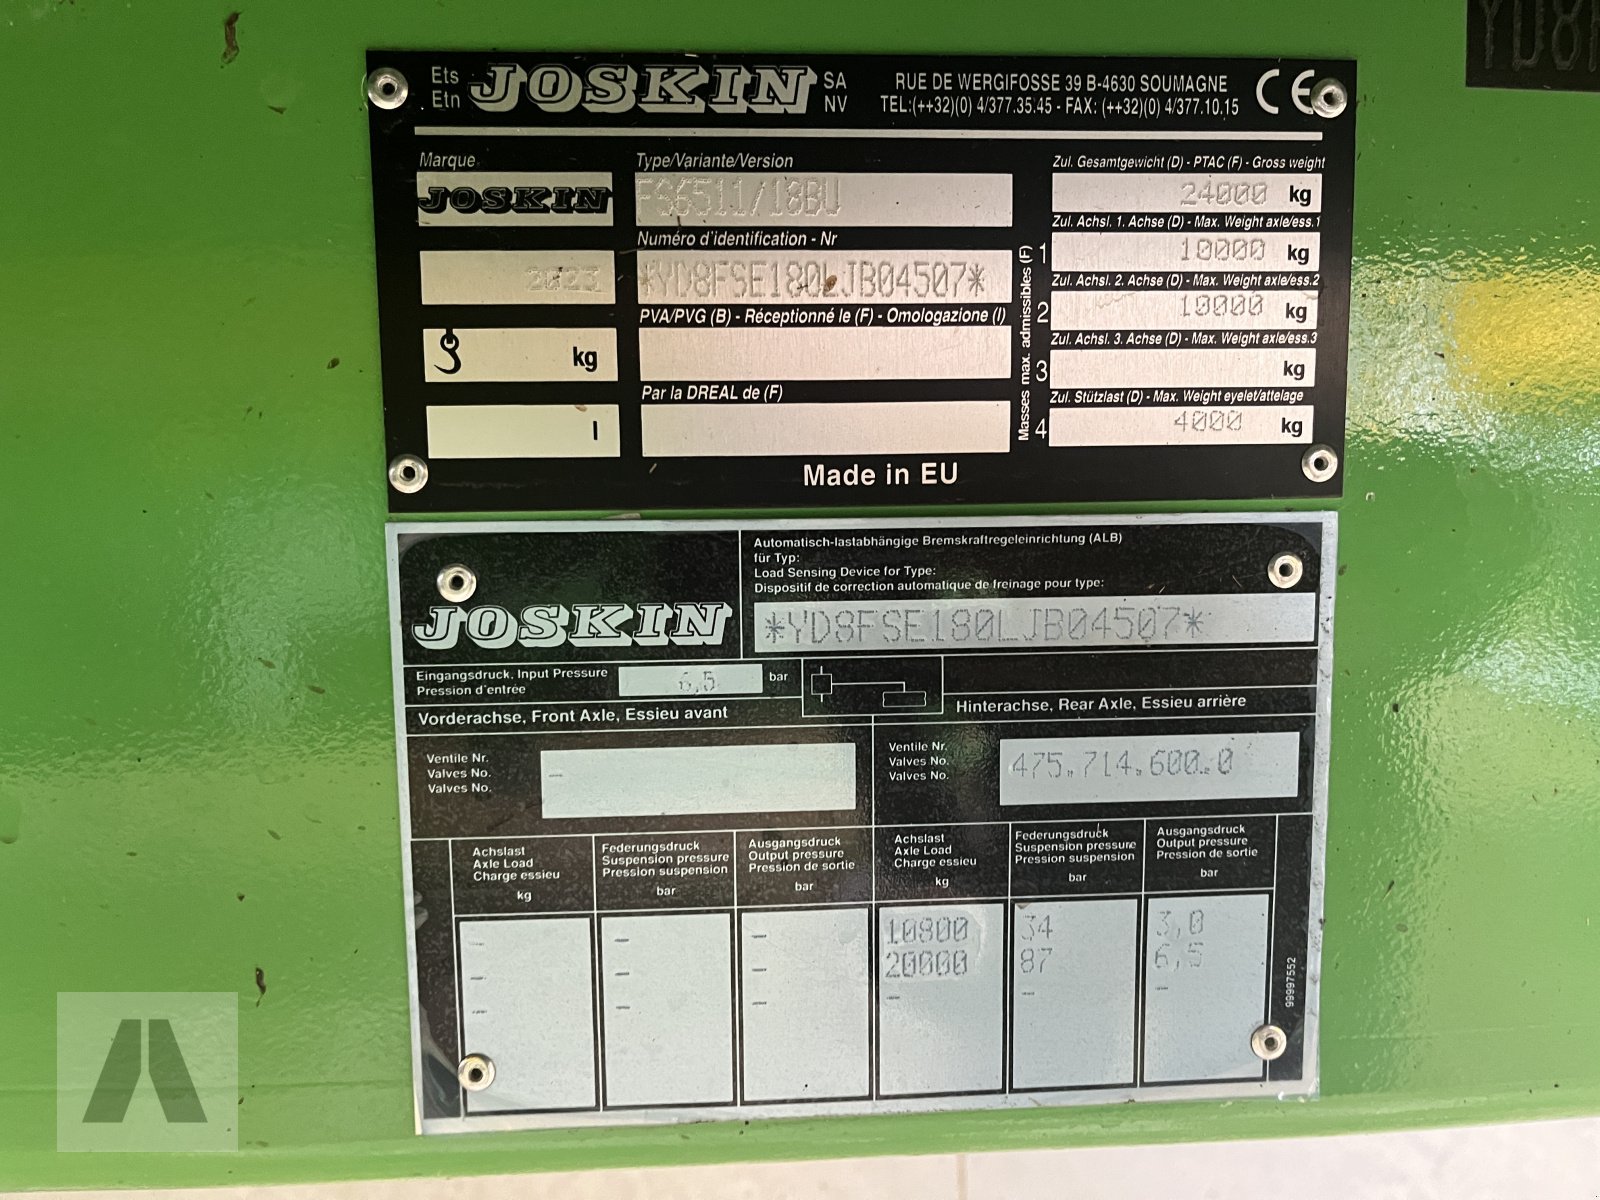 YD8F
Ets JOSKIN SA
Etn NV
RUE DE WERGIFOSSE 39 B-4630 SOUMAGNE
TEL:(++32)(0) 4/377.35.45 - FAX: (++32)(0) 4/377.10.15
CE
Marque
JOSKIN
2023
kg
l
Type/Variante/Version
FS6511/18BU
Numéro d'identification - Nr
*YD8FSE180LJB04507*
PVA/PVG (B) - Réceptionné le (F) - Omologazione (I)
Par la DREAL de (F)
Masses max. admissibles (F)
Zul. Gesamtgewicht (D) - PTAC (F) - Gross weight
24000 kg
Zul. Achsl. 1. Achse (D) - Max. Weight axle/ess.1
1 10000 kg
Zul. Achsl. 2. Achse (D) - Max. Weight axle/ess.2
2 10000 kg
Zul. Achsl. 3. Achse (D) - Max. Weight axle/ess.3
3 kg
Zul. Stützlast (D) - Max. Weight eyelet/attelage
4 4000 kg
Made in EU
JOSKIN
Automatisch-lastabhängige Bremskraftregeleinrichtung (ALB)
für Typ:
Load Sensing Device for Type:
Dispositif de correction automatique de freinage pour type:
*YD8FSE180LJB04507*
Eingangsdruck. Input Pressure
Pression d'entrée
6,5 bar
Vorderachse, Front Axle, Essieu avant
Hinterachse, Rear Axle, Essieu arrière
Ventile Nr.
Valves No.
Valves No.
-
Ventile Nr.
Valves No.
Valves No.
475.714.600.0
Achslast
Axle Load
Charge essieu
kg
Federungsdruck
Suspension pressure
Pression suspension
bar
Ausgangsdruck
Output pressure
Pression de sortie
bar
Achslast
Axle Load
Charge essieu
kg
Federungsdruck
Suspension pressure
Pression suspension
bar
Ausgangsdruck
Output pressure
Pression de sortie
bar
- - - 10800 34 3,0
- - - 20000 87 6,5
- - - - - -
99997552